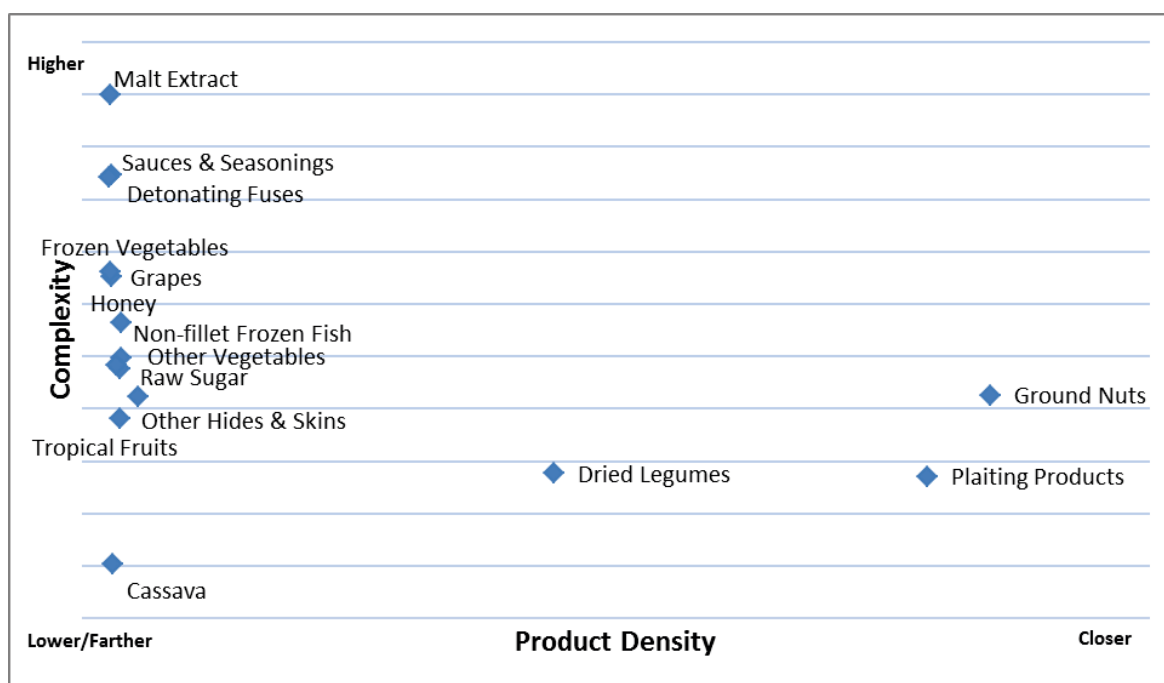 Higher
Malt Extract
Sauces & Seasonings
Detonating Fuses
Frozen Vegetables
Grapes
Honey
Non-fillet Frozen Fish
Other Vegetables
Raw Sugar
Ground Nuts
Other Hides & Skins
Tropical Fruits
Dried Legumes
Plaiting Products
Cassava
Complexity
Lower/Farther
Product Density
Closer